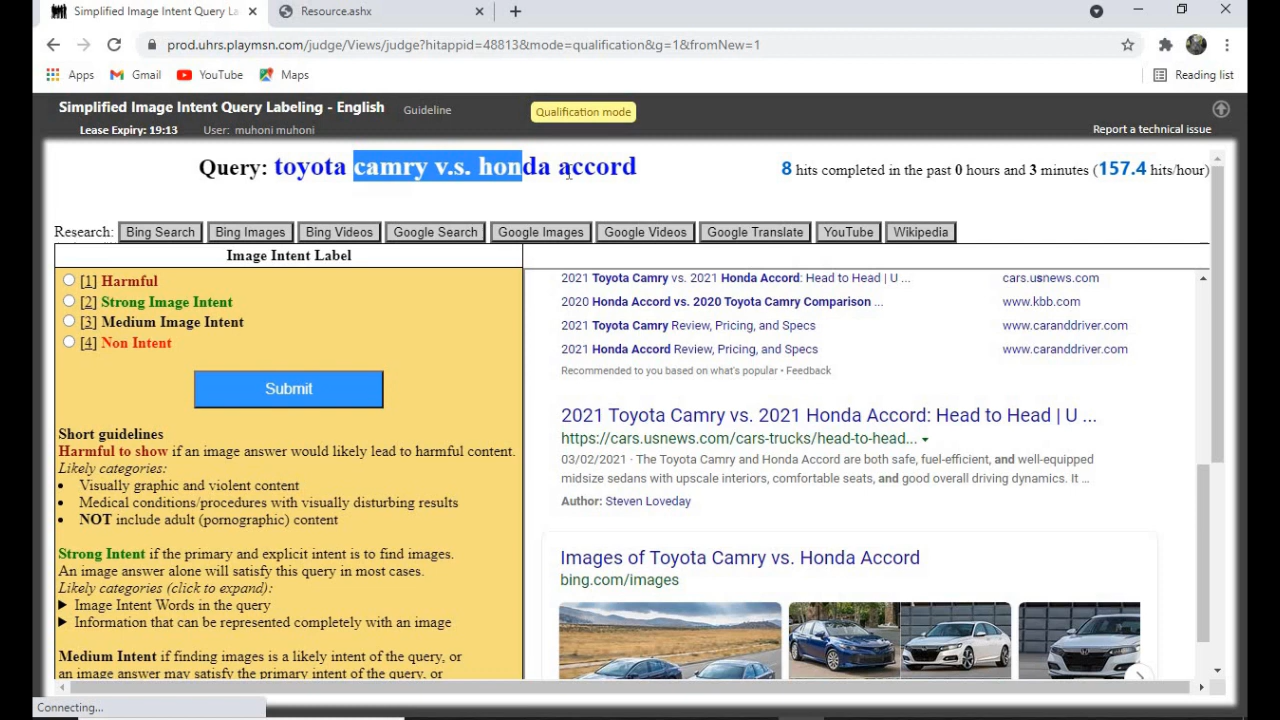 Simplified Image Intent Query La
Resource.ashx
prod.uhrs.playmsn.com/judge/Views/judge?hitappid=48813&mode=qualification&g=1&fromNew=1
Apps Gmail YouTube Maps Reading list
Simplified Image Intent Query Labeling - English Guideline Qualification mode
Lease Expiry: 19:13 User: muhoni muhoni Report a technical issue
Query: toyota camry v.s. honda accord 8 hits completed in the past 0 hours and 3 minutes (157.4 hits/hour)
Research: Bing Search Bing Images Bing Videos Google Search Google Images Google Videos Google Translate YouTube Wikipedia
Image Intent Label
[1] Harmful
[2] Strong Image Intent
[3] Medium Image Intent
[4] Non Intent
Submit
Short guidelines
Harmful to show if an image answer would likely lead to harmful content.
Likely categories:
• Visually graphic and violent content
• Medical conditions/procedures with visually disturbing results
• NOT include adult (pornographic) content
Strong Intent if the primary and explicit intent is to find images.
An image answer alone will satisfy this query in most cases.
Likely categories (click to expand):
Image Intent Words in the query
Information that can be represented completely with an image
Medium Intent if finding images is a likely intent of the query, or
an image answer may satisfy the primary intent of the query, or
2021 Toyota Camry vs. 2021 Honda Accord: Head to Head | U ... cars.usnews.com
2020 Honda Accord vs. 2020 Toyota Camry Comparison ... www.kbb.com
2021 Toyota Camry Review, Pricing, and Specs www.caranddriver.com
2021 Honda Accord Review, Pricing, and Specs www.caranddriver.com
Recommended to you based on what's popular • Feedback
2021 Toyota Camry vs. 2021 Honda Accord: Head to Head | U ...
https://cars.usnews.com/cars-trucks/head-to-head...
03/02/2021 · The Toyota Camry and Honda Accord are both safe, fuel-efficient, and well-equipped
midsize sedans with upscale interiors, comfortable seats, and good overall driving dynamics. It ...
Author: Steven Loveday
Images of Toyota Camry vs. Honda Accord
bing.com/images
Connecting...